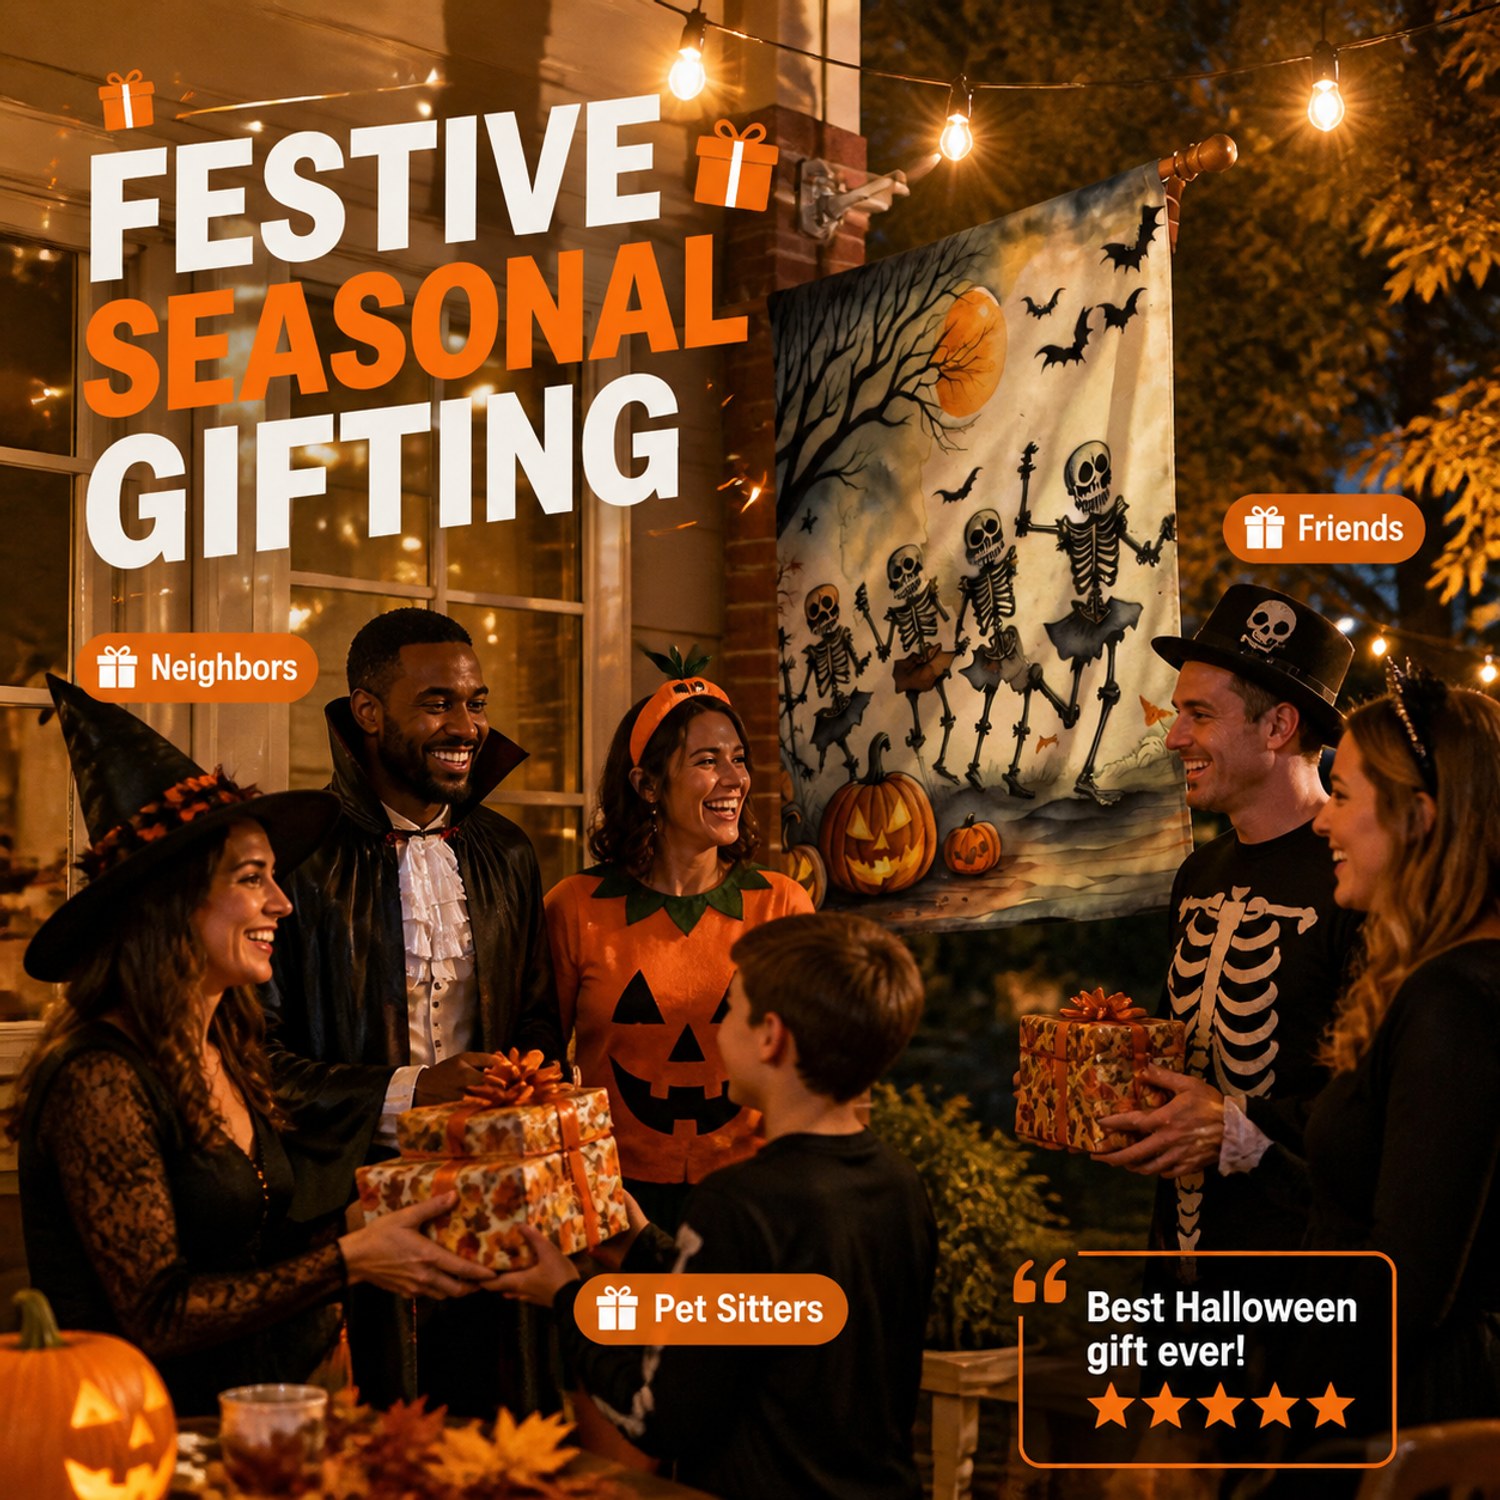 FESTIVE
SEASONAL
GIFTING
Friends
Neighbors
Pet Sitters
“
Best Halloween
gift ever!